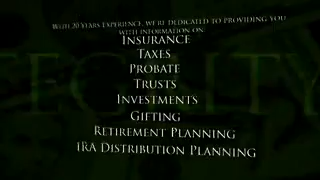 With 20 Years Experience, we're dedicated to providing you
with information on:
Insurance
Taxes
Probate
Trusts
Investments
Gifting
Retirement Planning
IRA Distribution Planning